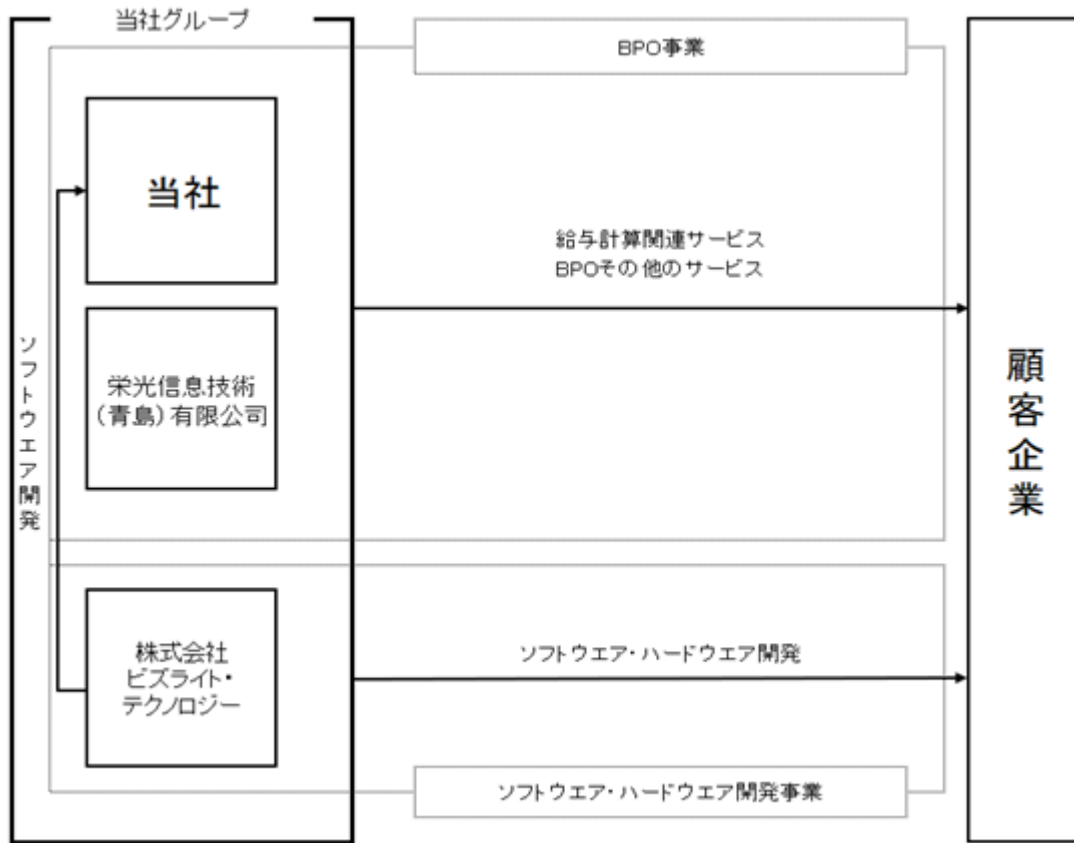 当社グループ
BPO事業
当社
給与計算関連サービス
BPOその他のサービス
栄光信息技術
(青島)有限公司
ソフトウエア開発
顧客企業
株式会社
ビズライト・
テクノロジー
ソフトウエア・ハードウエア開発
ソフトウエア・ハードウエア開発事業